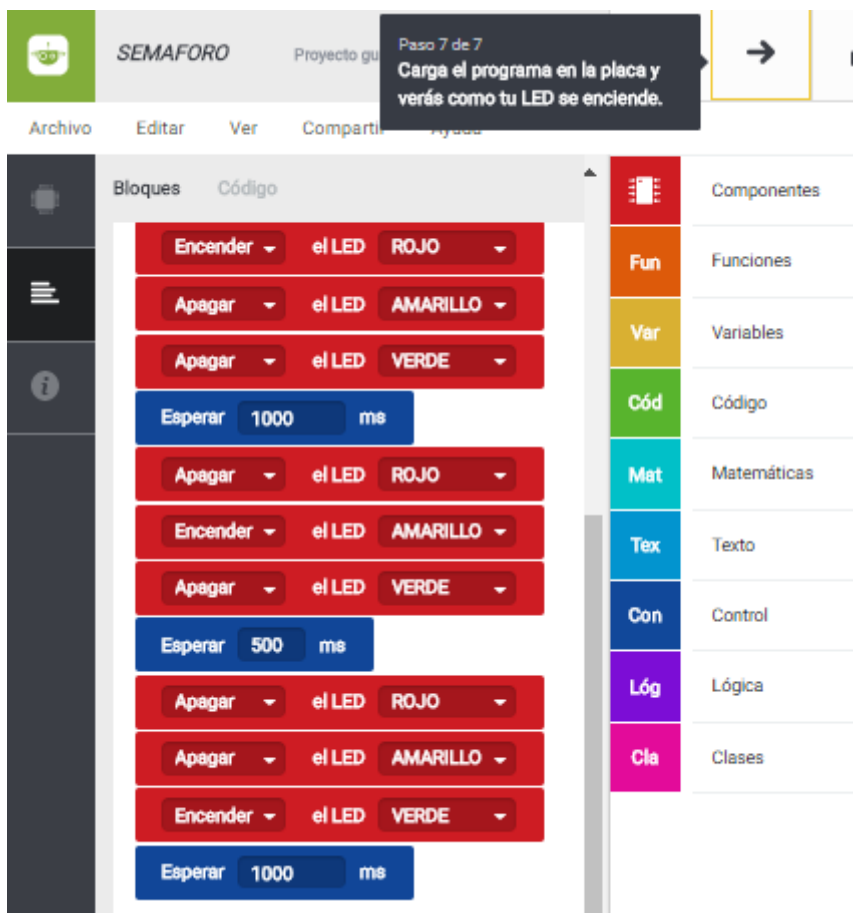 SEMAFORO
Proyecto gu
Paso 7 de 7
Carga el programa en la placa y
verás como tu LED se enciende.
Archivo Editar Ver Compartir Ayuda
Bloques Código
Encender el LED ROJO
Apagar el LED AMARILLO
Apagar el LED VERDE
Esperar 1000 ms
Apagar el LED ROJO
Encender el LED AMARILLO
Apagar el LED VERDE
Esperar 500 ms
Apagar el LED ROJO
Apagar el LED AMARILLO
Encender el LED VERDE
Esperar 1000 ms
Componentes
Fun Funciones
Var Variables
Cód Código
Mat Matemáticas
Tex Texto
Con Control
Lóg Lógica
Cla Clases